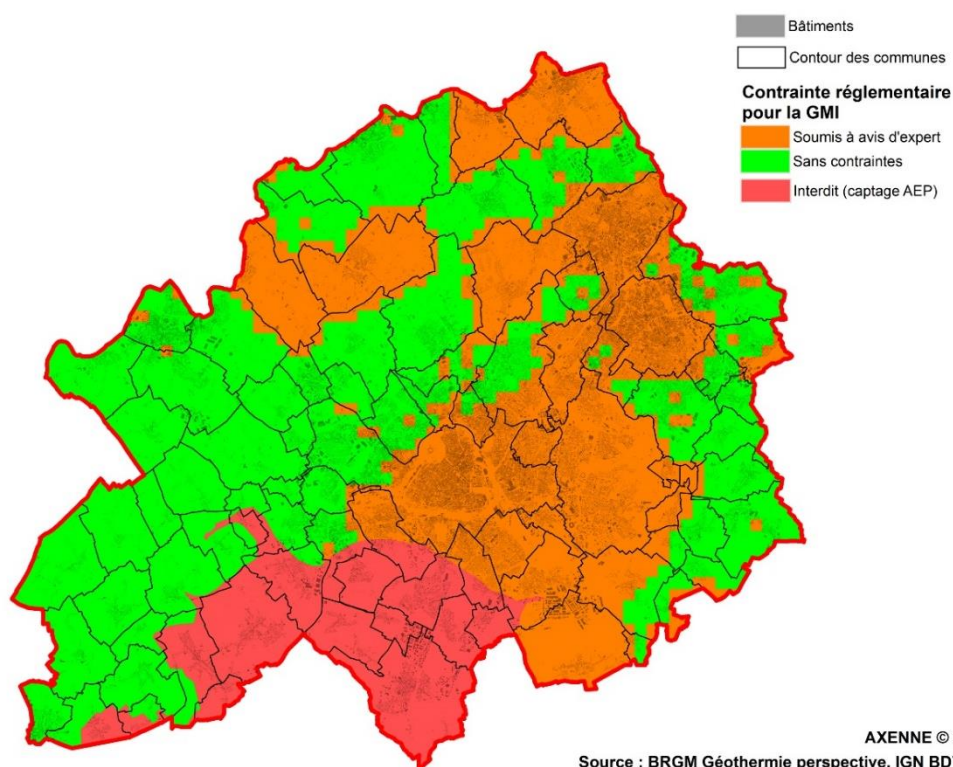 Bâtiments
Contour des communes
Contrainte réglementaire
pour la GMI
Soumis à avis d'expert
Sans contraintes
Interdit (captage AEP)
AXENNE ©
Source : BRGM Géothermie perspective, IGN